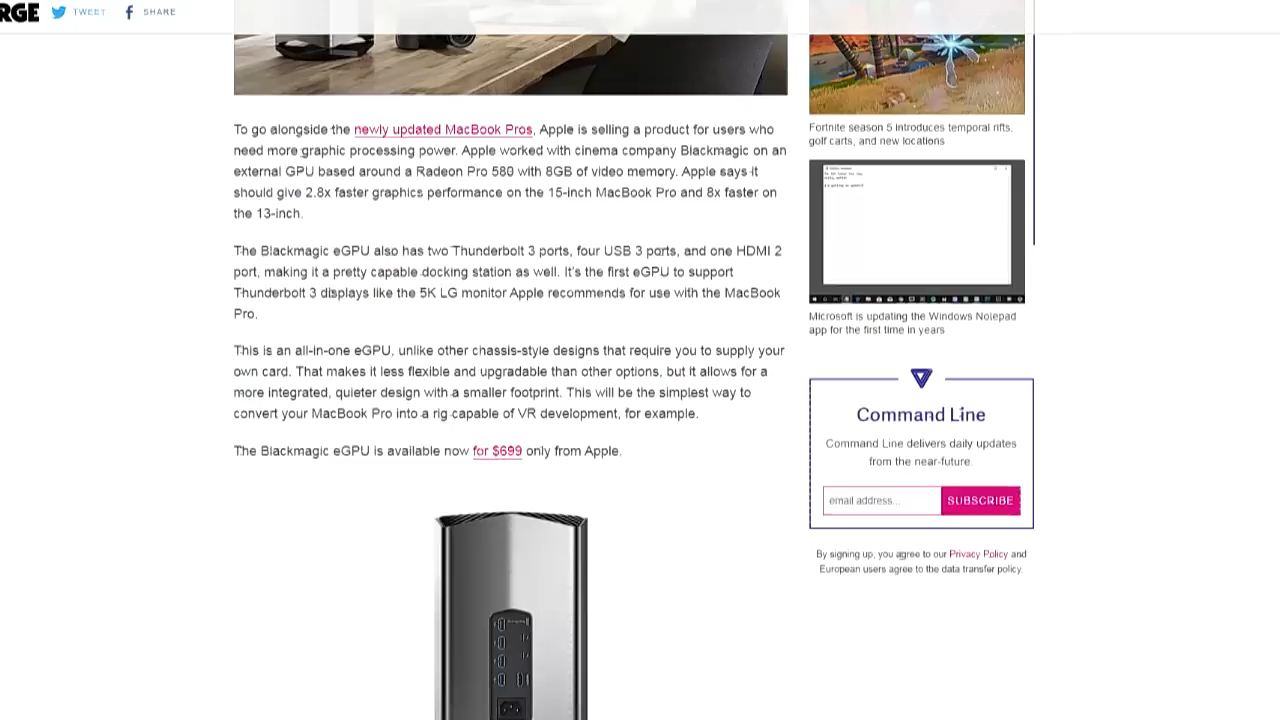 RGE TWEET SHARE
To go alongside the newly updated MacBook Pros, Apple is selling a product for users who
need more graphic processing power. Apple worked with cinema company Blackmagic on an
external GPU based around a Radeon Pro 580 with 8GB of video memory. Apple says it
should give 2.8x faster graphics performance on the 15-inch MacBook Pro and 8x faster on
the 13-inch.
The Blackmagic eGPU also has two Thunderbolt 3 ports, four USB 3 ports, and one HDMI 2
port, making it a pretty capable docking station as well. It's the first eGPU to support
Thunderbolt 3 displays like the 5K LG monitor Apple recommends for use with the MacBook
Pro.
This is an all-in-one eGPU, unlike other chassis-style designs that require you to supply your
own card. That makes it less flexible and upgradable than other options, but it allows for a
more integrated, quieter design with a smaller footprint. This will be the simplest way to
convert your MacBook Pro into a rig capable of VR development, for example.
The Blackmagic eGPU is available now for $699 only from Apple.
Fortnite season 5 introduces temporal rifts,
golf carts, and new locations
Microsoft is updating the Windows Notepad
app for the first time in years
Command Line
Command Line delivers daily updates
from the near-future.
email address... SUBSCRIBE
By signing up, you agree to our Privacy Policy and
European users agree to the data transfer policy.